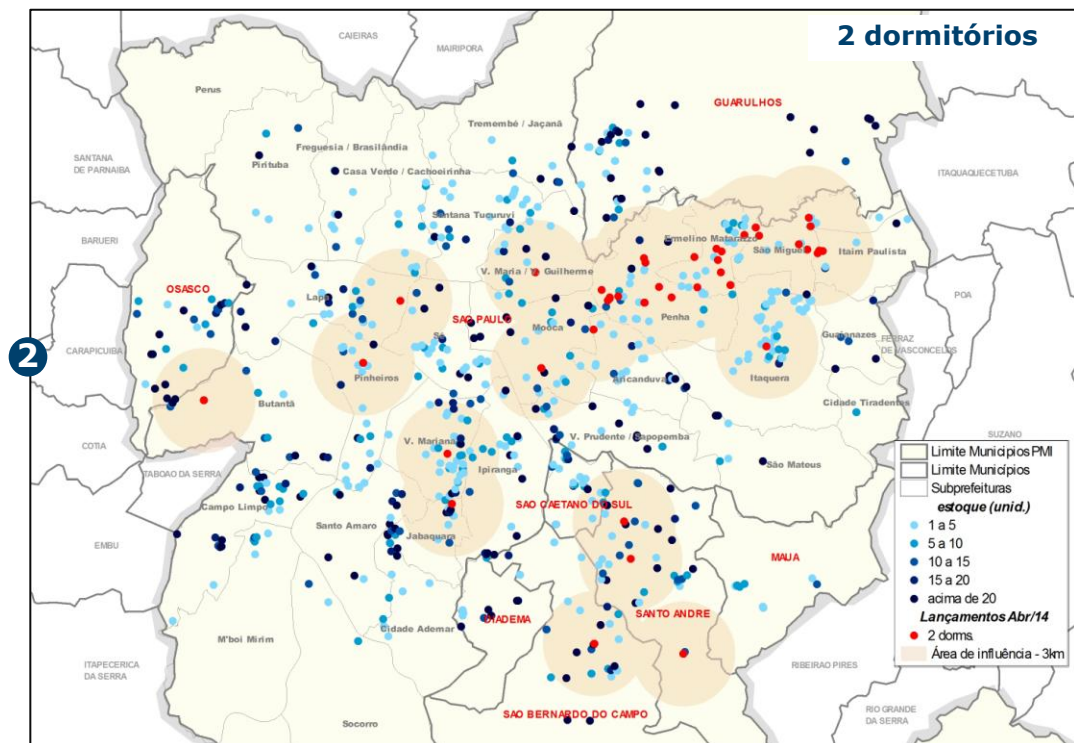 2 dormitórios
CAIEIRAS
MAIRIPORA
Perus
GUARULHOS
Tremembé / Jaçanã
Freguesia / Brasilândia
SANTANA
DE PARNAIBA
Pirituba
Casa Verde / Cachoeirinha
ITAQUAQUECETUBA
Santana Tucuruvi
BARUERI
Ermelino Matarazzo
São Miguel
Itaim Paulista
V. Maria / V. Guilherme
OSASCO
Lapa
POA
SAO PAULO
Penha
Sé
Mooca
Guaianazes
FERRAZ
DE VASCONCELOS
2
CARAPICUIBA
Pinheiros
Aricanduva
Itaquera
Butantã
Cidade Tiradentes
COTIA
V. Mariana
Ipiranga
V. Prudente / Sapopemba
SUZANO
TABOAO DA SERRA
São Mateus
Campo Limpo
SAO CAETANO DO SUL
Santo Amaro
Jabaquara
EMBU
MAUA
DIADEMA
SANTO ANDRE
Cidade Ademar
M'boi Mirim
ITAPECERICA
DA SERRA
RIBEIRAO PIRES
SAO BERNARDO DO CAMPO
Socorro
RIO GRANDE
DA SERRA
Limite Municípios PMI
Limite Municípios
Subprefeituras
estoque (unid.)
1 a 5
5 a 10
10 a 15
15 a 20
acima de 20
Lançamentos Abr/14
2 dorms.
Área de influência - 3km